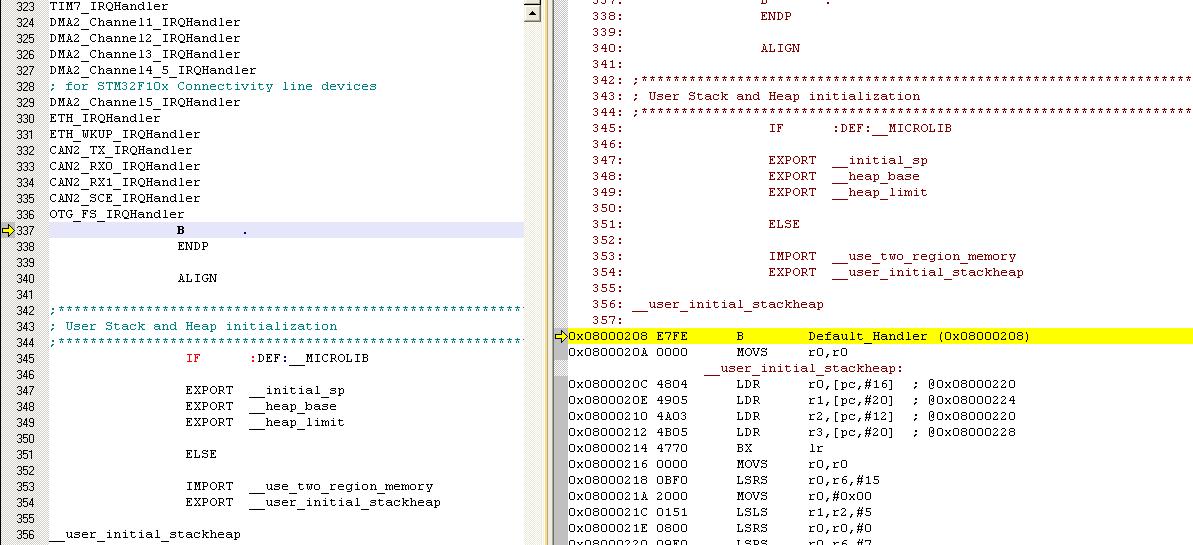 323 TIM7_IRQHandler
324 DMA2_Channel1_IRQHandler
325 DMA2_Channel2_IRQHandler
326 DMA2_Channel3_IRQHandler
327 DMA2_Channel4_5_IRQHandler
328 ; for STM32F10x Connectivity line devices
329 DMA2_Channel5_IRQHandler
330 ETH_IRQHandler
331 ETH_WKUP_IRQHandler
332 CAN2_TX_IRQHandler
333 CAN2_RX0_IRQHandler
334 CAN2_RX1_IRQHandler
335 CAN2_SCE_IRQHandler
336 OTG_FS_IRQHandler
337 B .
338 ENDP
339
340 ALIGN
341
342 ;************************************************************
343 ; User Stack and Heap initialization
344 ;************************************************************
345 IF :DEF:__MICROLIB
346
347 EXPORT __initial_sp
348 EXPORT __heap_base
349 EXPORT __heap_limit
350
351 ELSE
352
353 IMPORT __use_two_region_memory
354 EXPORT __user_initial_stackheap
355
356 __user_initial_stackheap
337: B .
338: ENDP
339:
340: ALIGN
341:
342: ;**********************************************************************
343: ; User Stack and Heap initialization
344: ;**********************************************************************
345: IF :DEF:__MICROLIB
346:
347: EXPORT __initial_sp
348: EXPORT __heap_base
349: EXPORT __heap_limit
350:
351: ELSE
352:
353: IMPORT __use_two_region_memory
354: EXPORT __user_initial_stackheap
355:
356: __user_initial_stackheap
357:
0x08000208 E7FE B Default_Handler (0x08000208)
0x0800020A 0000 MOVS r0,r0
__user_initial_stackheap:
0x0800020C 4804 LDR r0,[pc,#16] ; @0x08000220
0x0800020E 4905 LDR r1,[pc,#20] ; @0x08000224
0x08000210 4A03 LDR r2,[pc,#12] ; @0x08000220
0x08000212 4B05 LDR r3,[pc,#20] ; @0x08000228
0x08000214 4770 BX lr
0x08000216 0000 MOVS r0,r0
0x08000218 0BF0 LSRS r0,r6,#15
0x0800021A 2000 MOVS r0,#0x00
0x0800021C 0151 LSLS r1,r2,#5
0x0800021E 0800 LSRS r0,r0,#0
0x08000220 09F0 LSRS r0,r6,#7